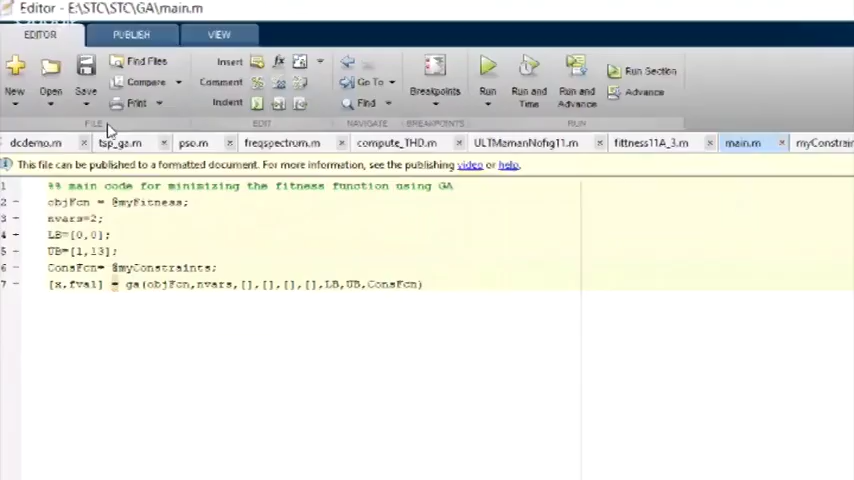 Editor - E:\STC\STC\GA\main.m
EDITOR PUBLISH VIEW
New Open Save Find Files Compare Print
Insert fx Comment Indent
Go To Find
Breakpoints
Run Run and Time Run and Advance Run Section Advance
FILE EDIT NAVIGATE BREAKPOINTS RUN
dcdemo.m tsp_ga.m pso.m freqspectrum.m compute_THD.m ULTMamanNofig11.m fittness11A_3.m main.m myConstrain
This file can be published to a formatted document. For more information, see the publishing video or help.
1 %% main code for minimizing the fitness function using GA
2 - objFcn = @myFitness;
3 - nvars=2;
4 - LB=[0,0];
5 - UB=[1,13];
6 - ConsFcn= @myConstraints;
7 - [x,fval] = ga(objFcn,nvars,[],[],[],[],LB,UB,ConsFcn)